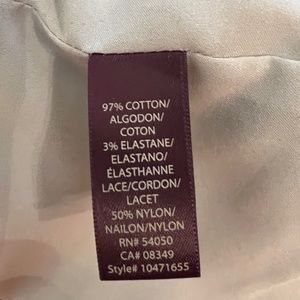 97% COTTON/
ALGODON/
COTON
3% ELASTANE/
ELASTANO/
ÉLASTHANNE
LACE/CORDON/
LACET
50% NYLON/
NAILON/NYLON
RN# 54050
CA# 08349
Style# 10471655